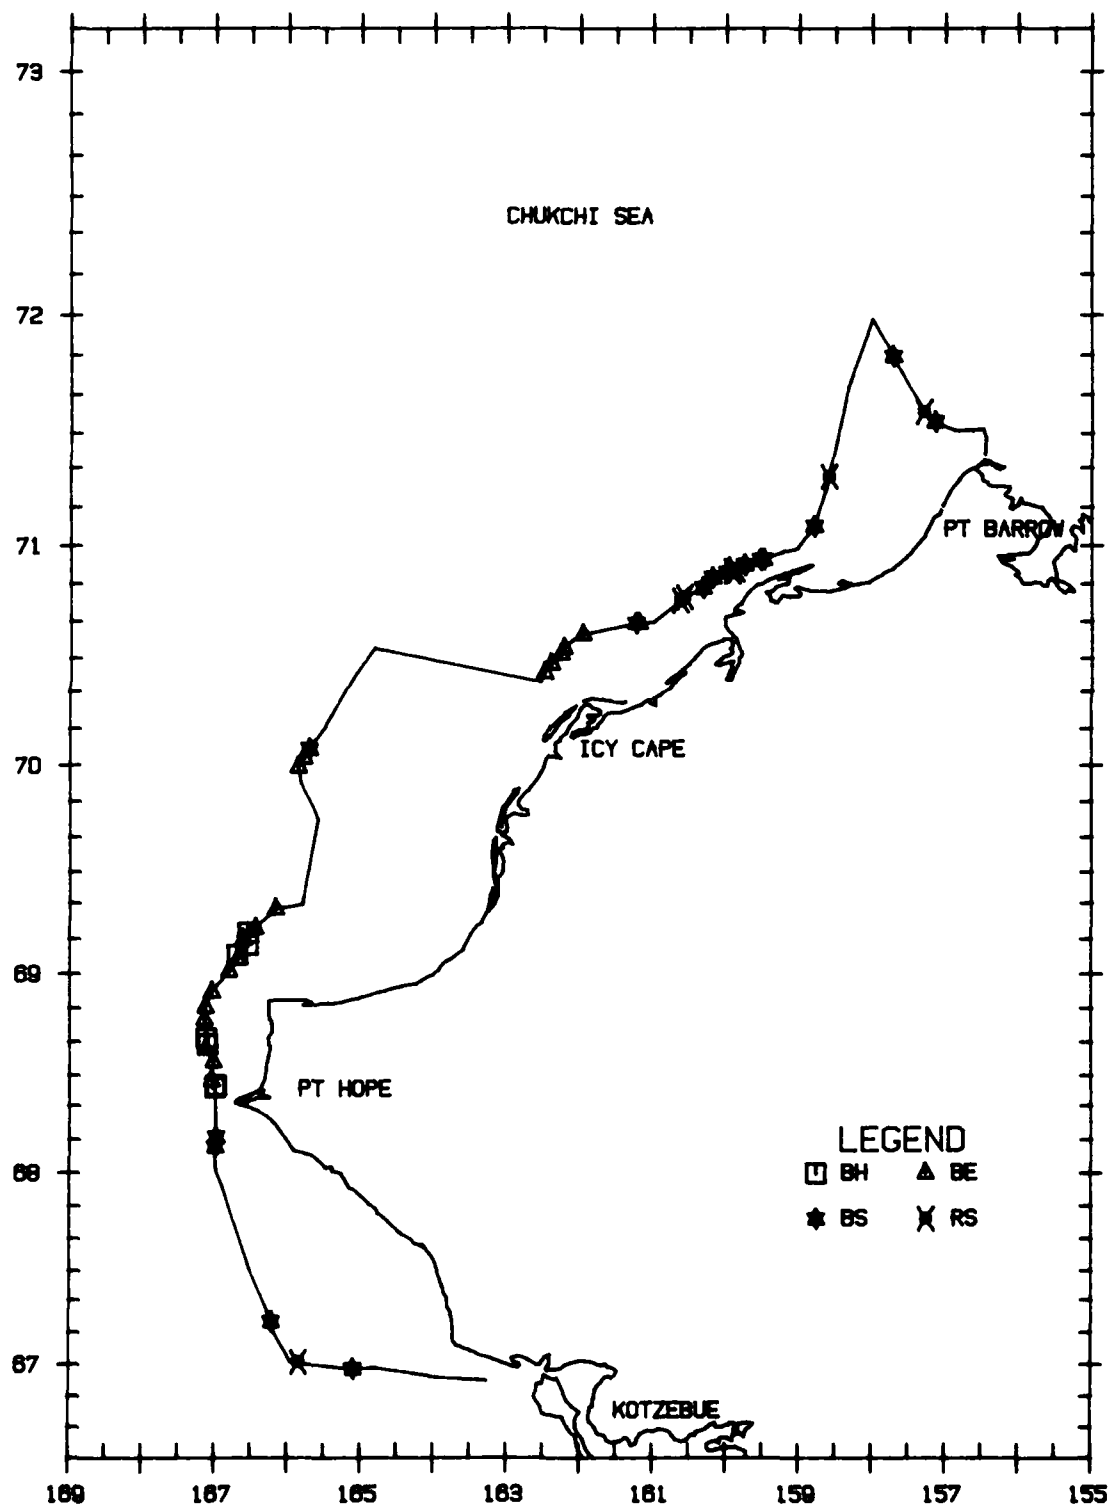 73
CHUKCHI SEA
72
PT BARROW
71
ICY CAPE
70
69
PT HOPE
LEGEND
68
BH BE
BS RS
67
KOTZEBUE
169 167 165 163 161 159 157 155